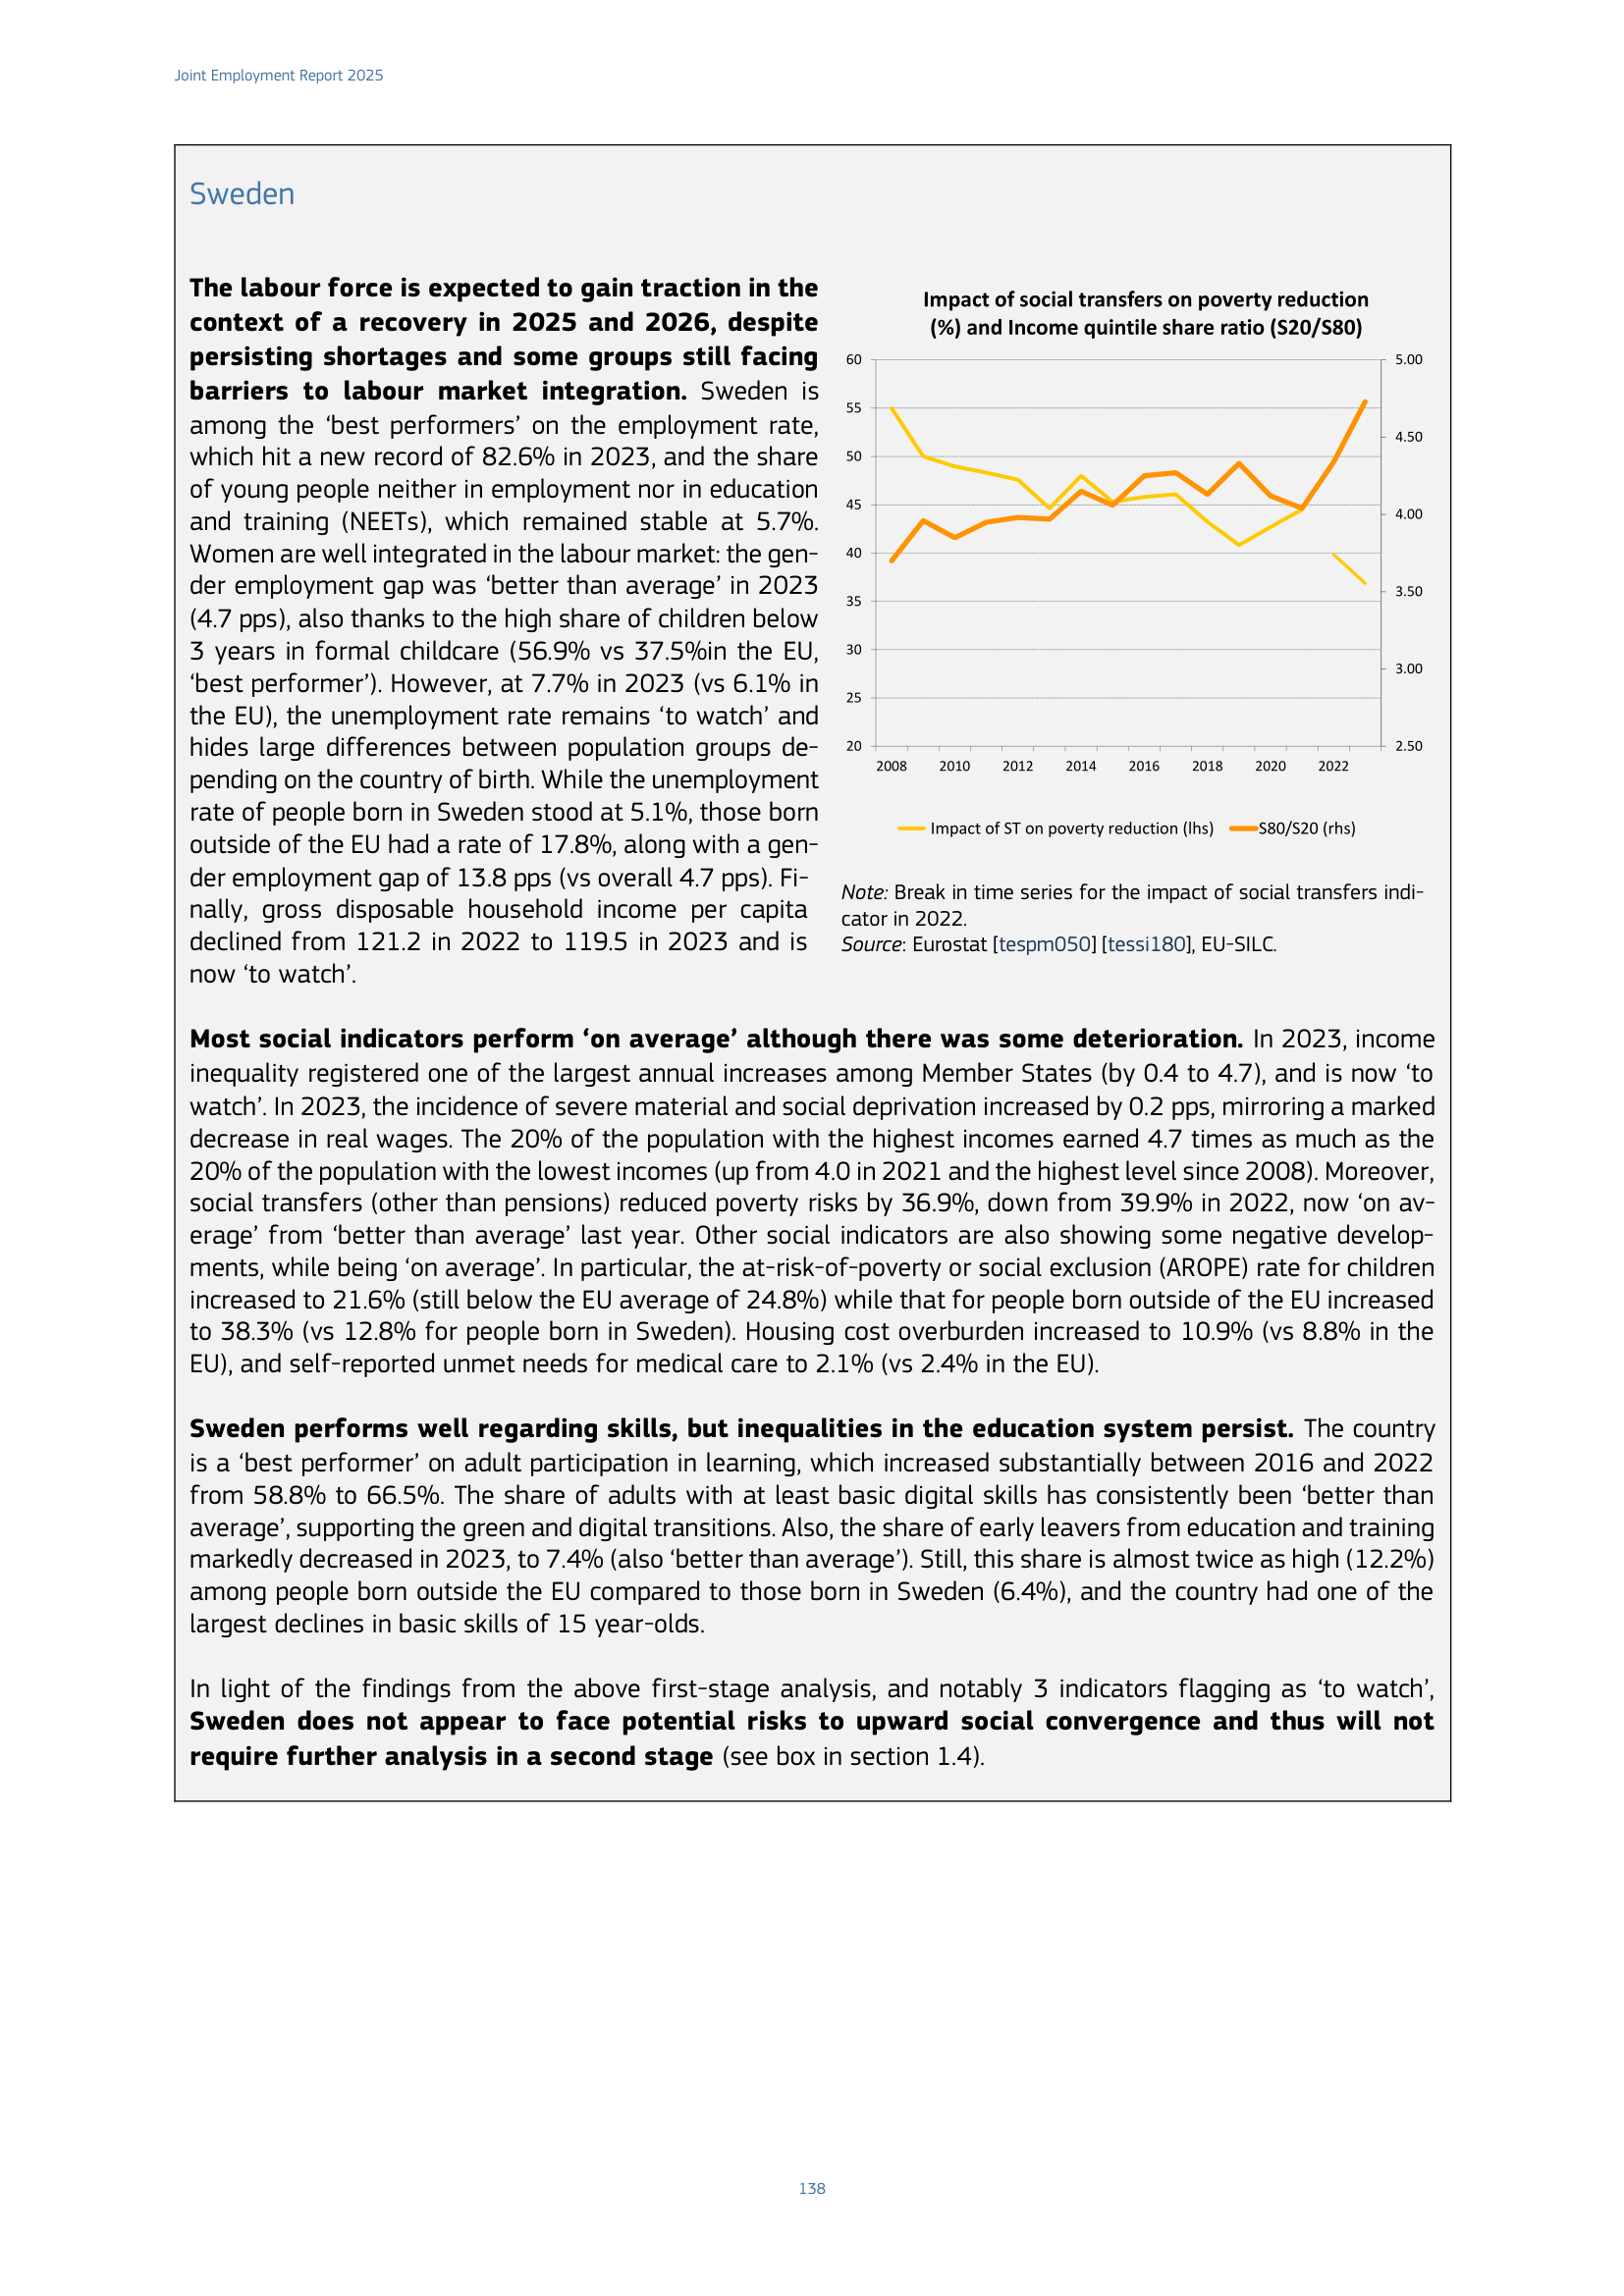 Joint Employment Report 2025
Sweden
The labour force is expected to gain traction in the
context of a recovery in 2025 and 2026, despite
persisting shortages and some groups still facing
barriers to labour market integration. Sweden is
among the ‘best performers’ on the employment rate,
which hit a new record of 82.6% in 2023, and the share
of young people neither in employment nor in education
and training (NEETs), which remained stable at 5.7%.
Women are well integrated in the labour market: the gen-
der employment gap was ‘better than average’ in 2023
(4.7 pps), also thanks to the high share of children below
3 years in formal childcare (56.9% vs 37.5%in the EU,
‘best performer’). However, at 7.7% in 2023 (vs 6.1% in
the EU), the unemployment rate remains ‘to watch’ and
hides large differences between population groups de-
pending on the country of birth. While the unemployment
rate of people born in Sweden stood at 5.1%, those born
outside of the EU had a rate of 17.8%, along with a gen-
der employment gap of 13.8 pps (vs overall 4.7 pps). Fi-
nally, gross disposable household income per capita
declined from 121.2 in 2022 to 119.5 in 2023 and is
now ‘to watch’.
Impact of social transfers on poverty reduction
(%) and Income quintile share ratio (S20/S80)
60 5.00
55
4.50
50
45
4.00
40
3.50
35
30
3.00
25
20 2.50
2008 2010 2012 2014 2016 2018 2020 2022
Impact of ST on poverty reduction (lhs) S80/S20 (rhs)
Note: Break in time series for the impact of social transfers indi-
cator in 2022.
Source: Eurostat [tespm050] [tessi180], EU-SILC.
Most social indicators perform ‘on average’ although there was some deterioration. In 2023, income
inequality registered one of the largest annual increases among Member States (by 0.4 to 4.7), and is now ‘to
watch’. In 2023, the incidence of severe material and social deprivation increased by 0.2 pps, mirroring a marked
decrease in real wages. The 20% of the population with the highest incomes earned 4.7 times as much as the
20% of the population with the lowest incomes (up from 4.0 in 2021 and the highest level since 2008). Moreover,
social transfers (other than pensions) reduced poverty risks by 36.9%, down from 39.9% in 2022, now ‘on av-
erage’ from ‘better than average’ last year. Other social indicators are also showing some negative develop-
ments, while being ‘on average’. In particular, the at-risk-of-poverty or social exclusion (AROPE) rate for children
increased to 21.6% (still below the EU average of 24.8%) while that for people born outside of the EU increased
to 38.3% (vs 12.8% for people born in Sweden). Housing cost overburden increased to 10.9% (vs 8.8% in the
EU), and self-reported unmet needs for medical care to 2.1% (vs 2.4% in the EU).
Sweden performs well regarding skills, but inequalities in the education system persist. The country
is a ‘best performer’ on adult participation in learning, which increased substantially between 2016 and 2022
from 58.8% to 66.5%. The share of adults with at least basic digital skills has consistently been ‘better than
average’, supporting the green and digital transitions. Also, the share of early leavers from education and training
markedly decreased in 2023, to 7.4% (also ‘better than average’). Still, this share is almost twice as high (12.2%)
among people born outside the EU compared to those born in Sweden (6.4%), and the country had one of the
largest declines in basic skills of 15 year-olds.
In light of the findings from the above first-stage analysis, and notably 3 indicators flagging as ‘to watch’,
Sweden does not appear to face potential risks to upward social convergence and thus will not
require further analysis in a second stage (see box in section 1.4).
138